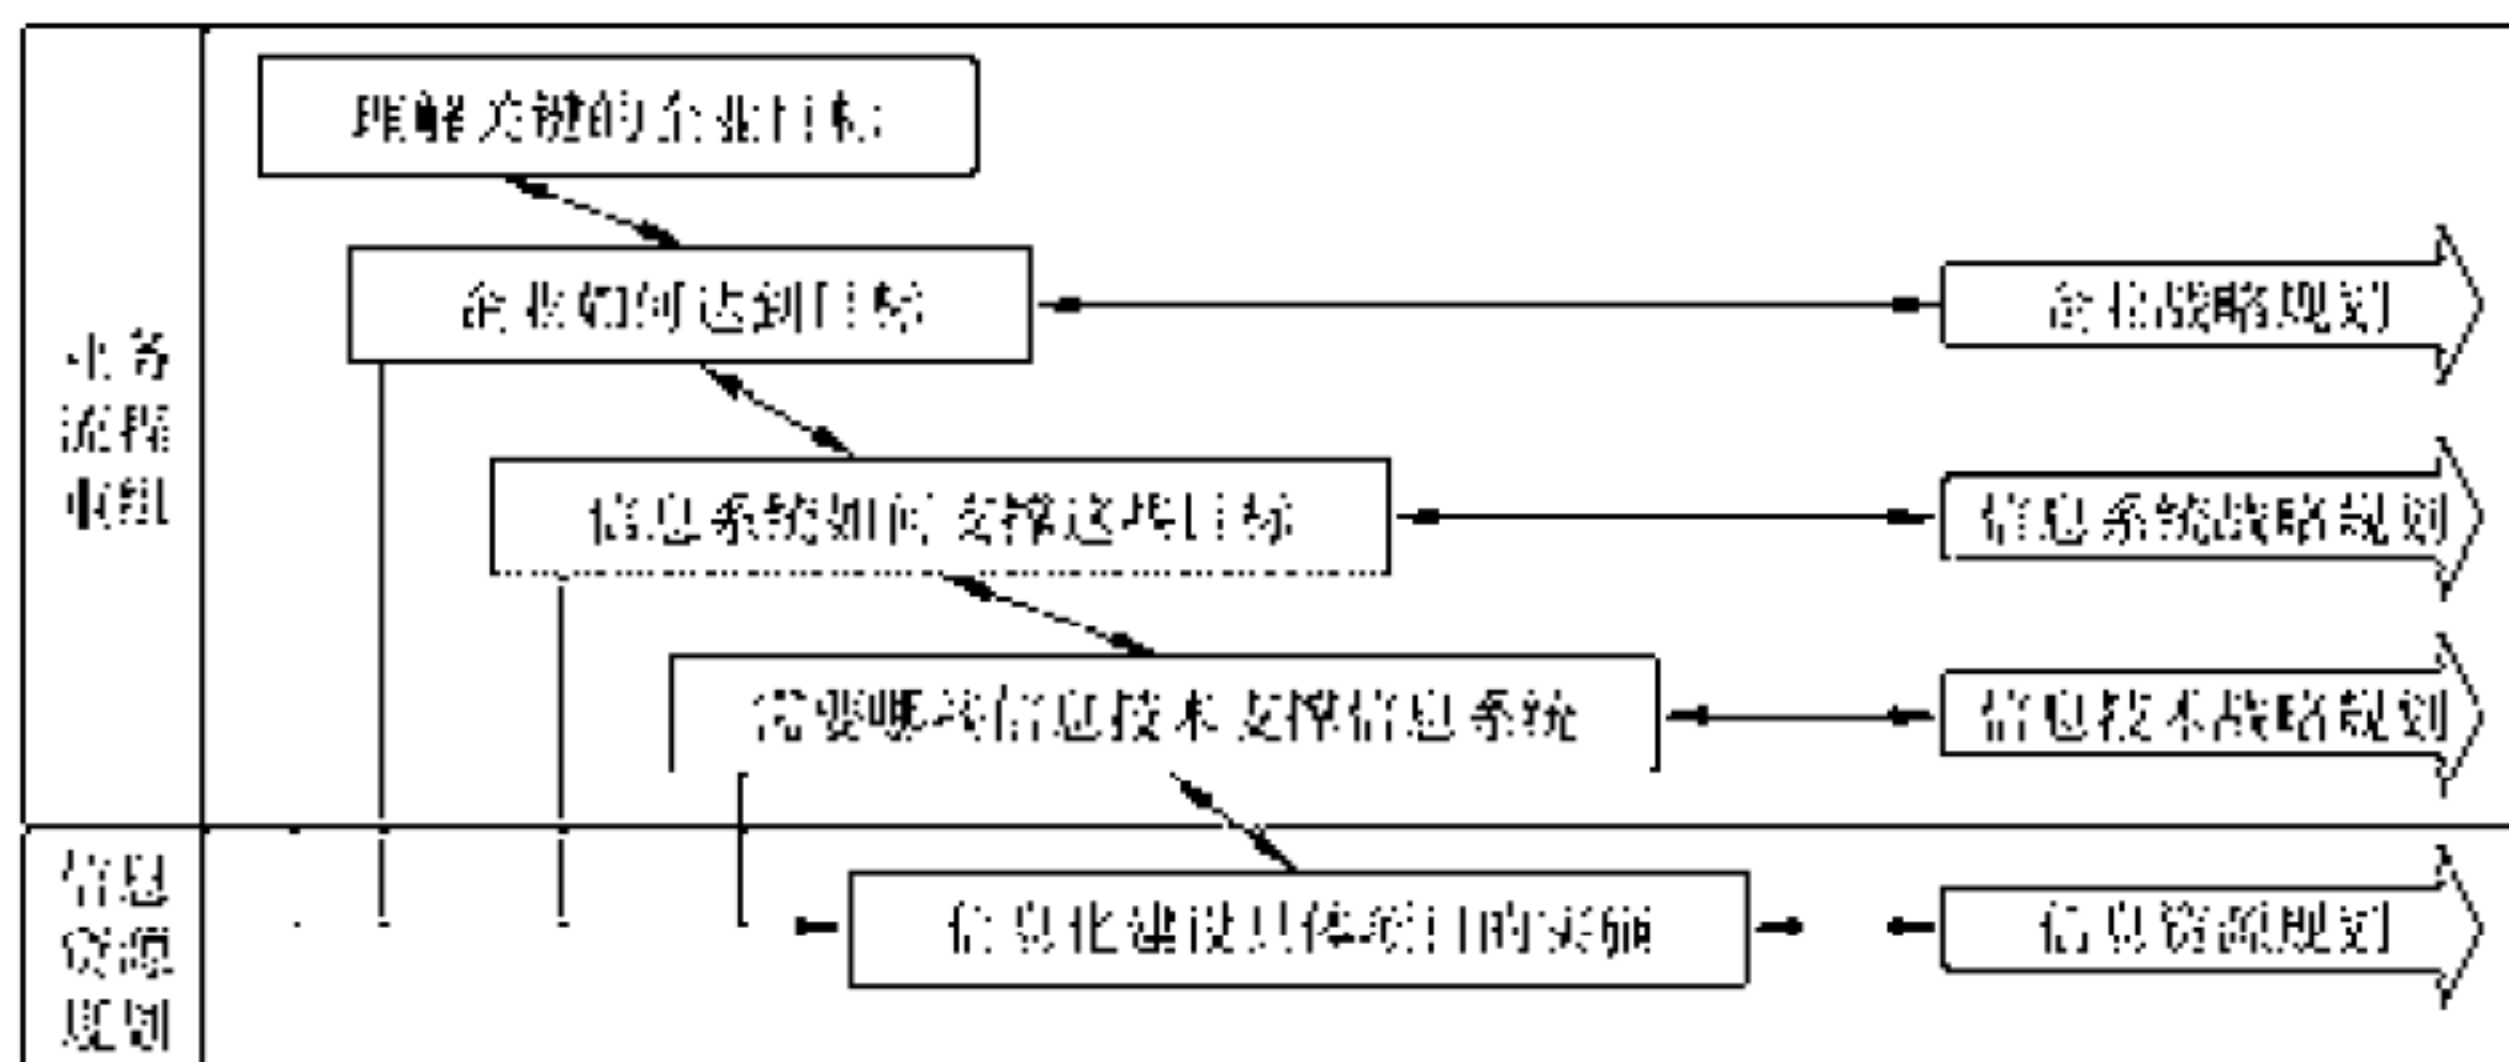 理解关键的企业目标
企业如何达到目标
企业战略规划
业务
流程
重组
信息系统如何支撑这项目标
信息系统战略规划
需要哪些信息技术支撑信息系统
信息技术战略规划
信息
资源
规划
信息化建设具体项目的实施
信息资源规划